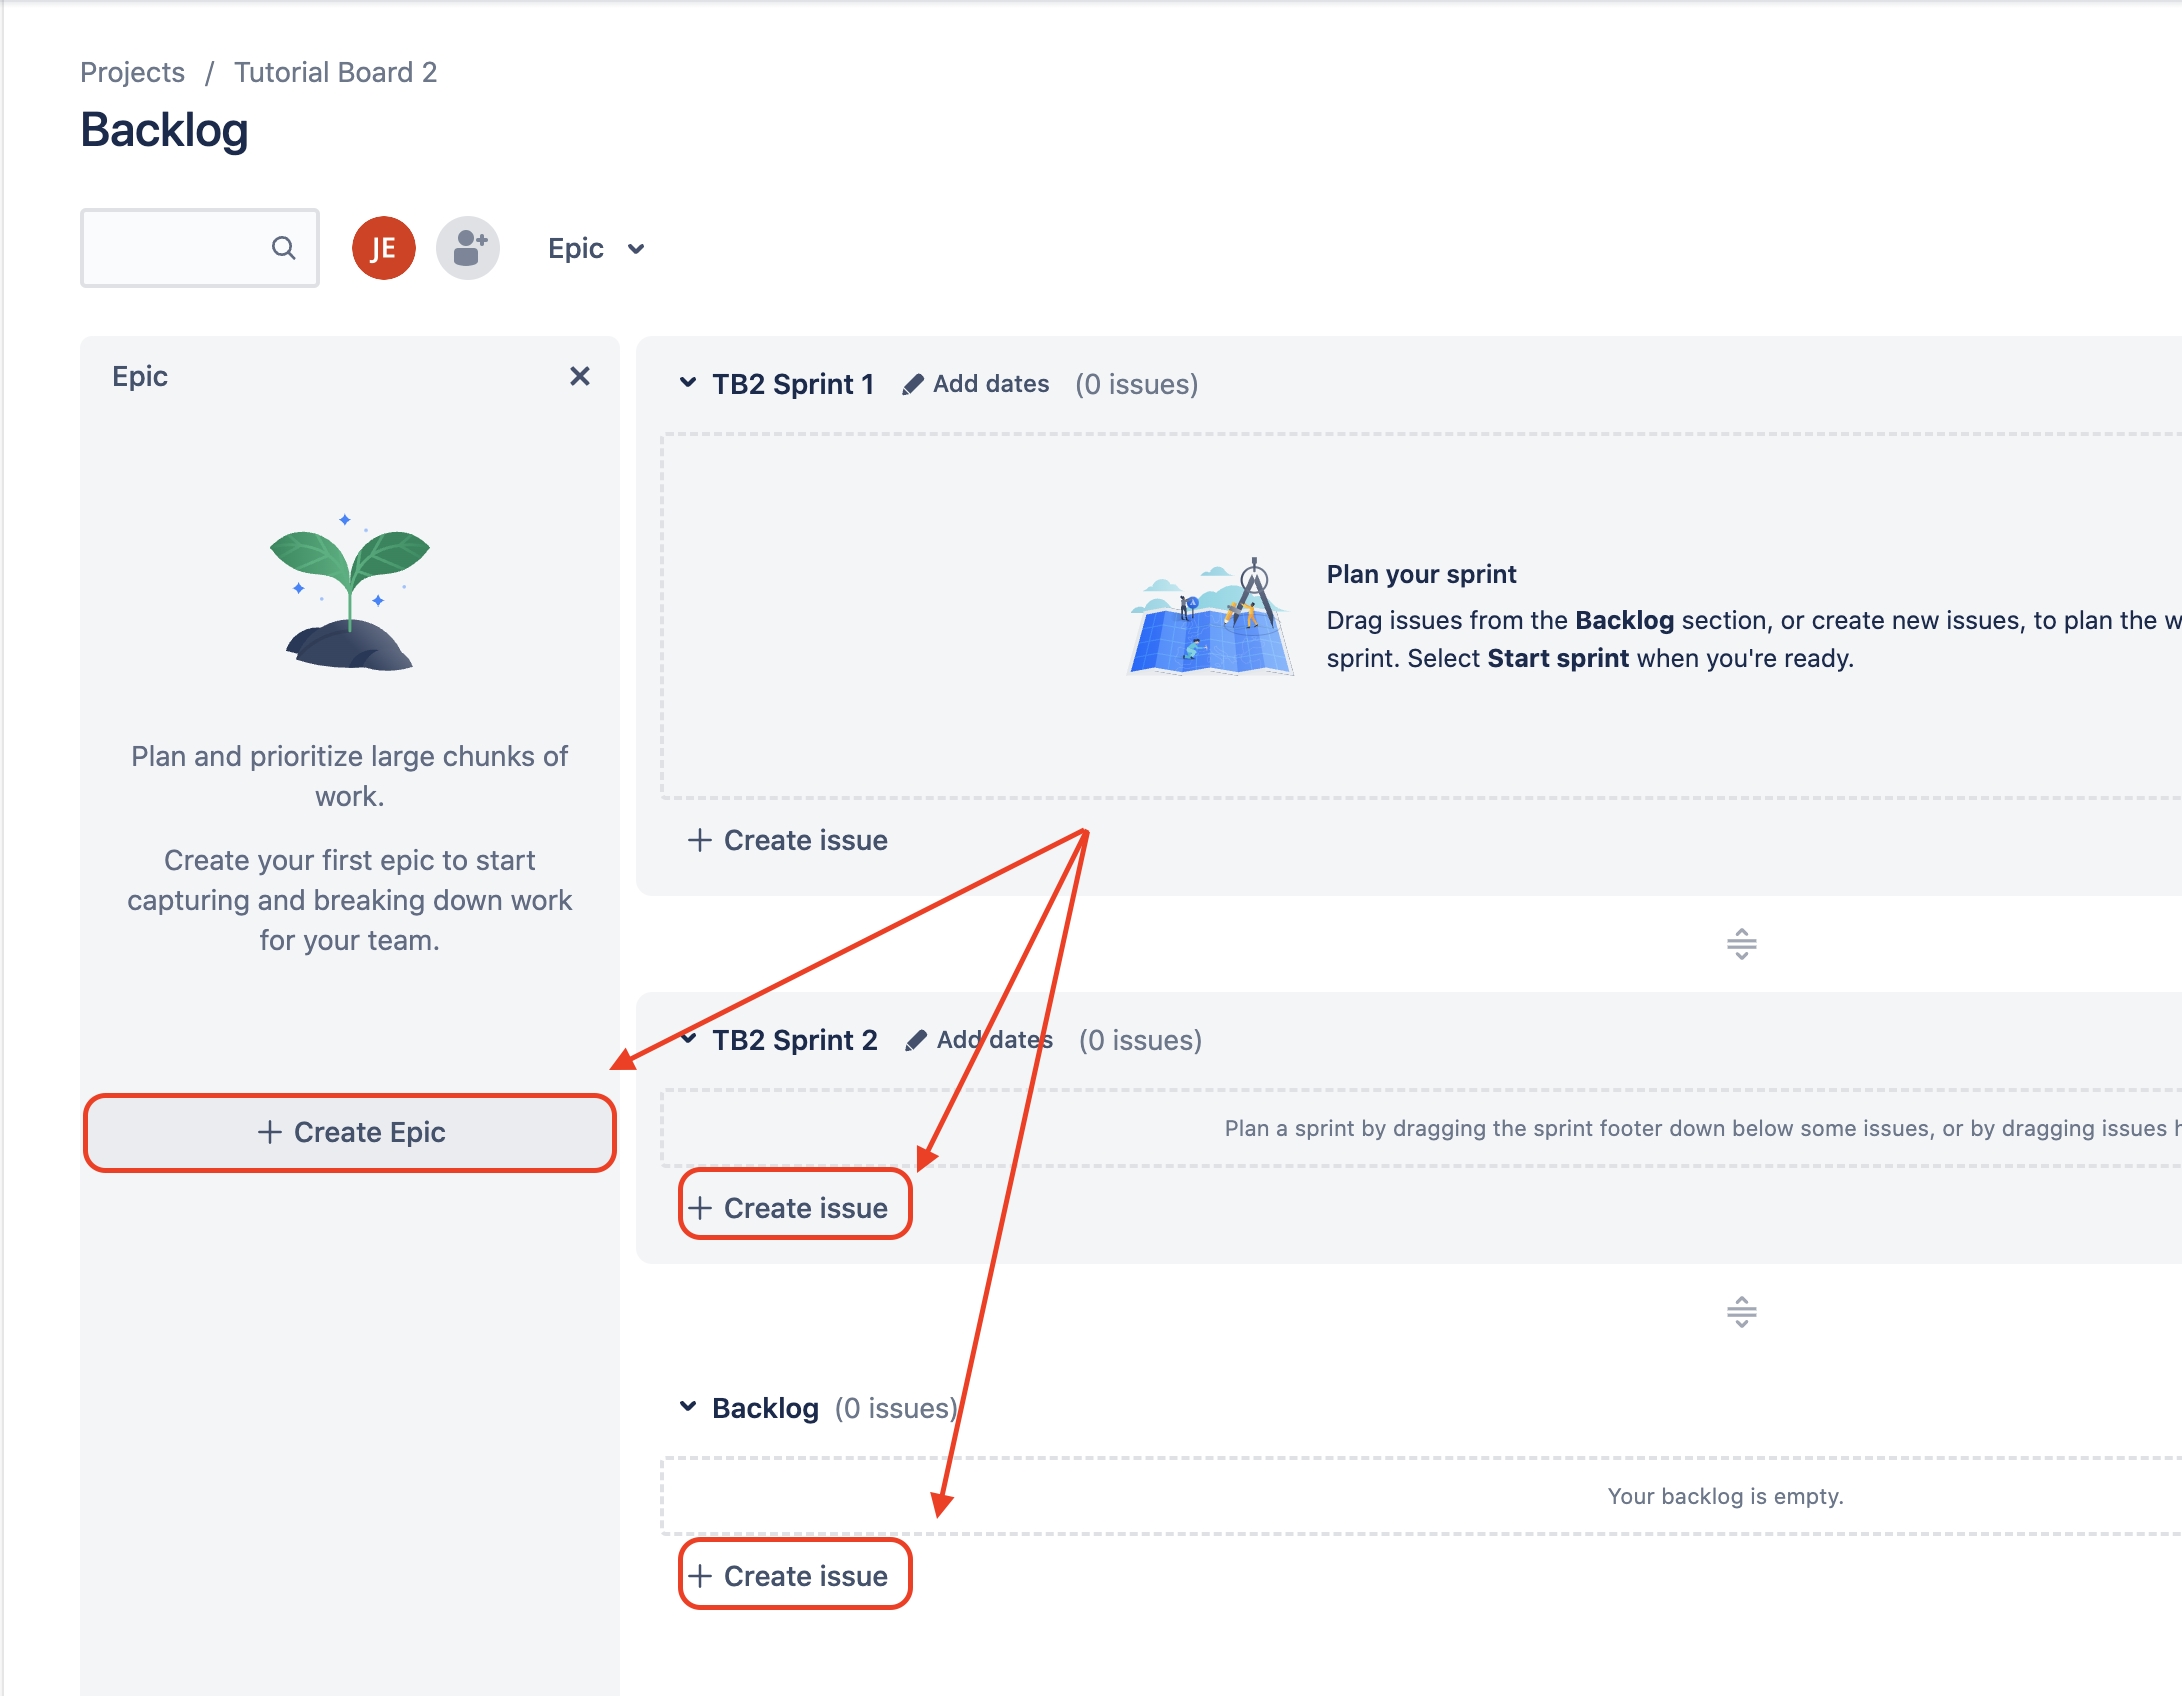 Projects / Tutorial Board 2
Backlog
JE
Epic
Epic
Plan and prioritize large chunks of
work.
Create your first epic to start
capturing and breaking down work
for your team.
+ Create Epic
TB2 Sprint 1 Add dates (0 issues)
Plan your sprint
Drag issues from the Backlog section, or create new issues, to plan the
sprint. Select Start sprint when you're ready.
+ Create issue
TB2 Sprint 2 Add dates (0 issues)
Plan a sprint by dragging the sprint footer down below some issues, or by dragging issues
+ Create issue
Backlog (0 issues)
Your backlog is empty.
+ Create issue